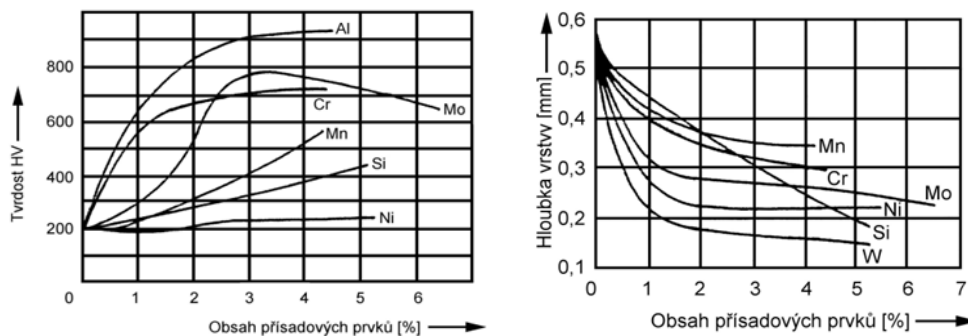 Tvrdost HV
800
600
400
200
0
1
2
3
4
5
6
Al
Cr
Mo
Mn
Si
Ni
Obsah přísadových prvků [%]
Hloubka vrstvy [mm]
0,6
0,5
0,4
0,3
0,2
0,1
0
1
2
3
4
5
6
7
Mn
Cr
Mo
Ni
Si
W
Obsah přísadových prvků [%]